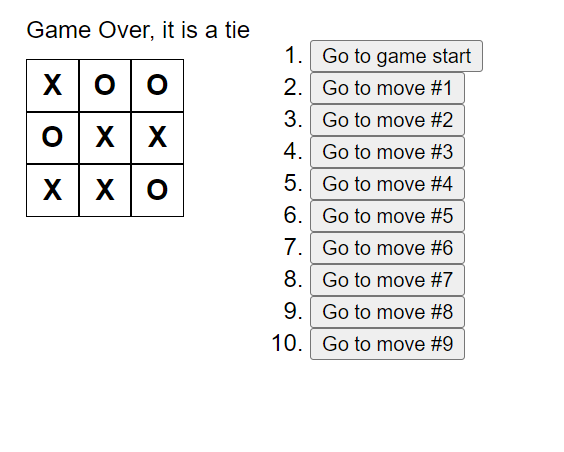 Game Over, it is a tie
X O O
O X X
X X O
1. Go to game start
2. Go to move #1
3. Go to move #2
4. Go to move #3
5. Go to move #4
6. Go to move #5
7. Go to move #6
8. Go to move #7
9. Go to move #8
10. Go to move #9